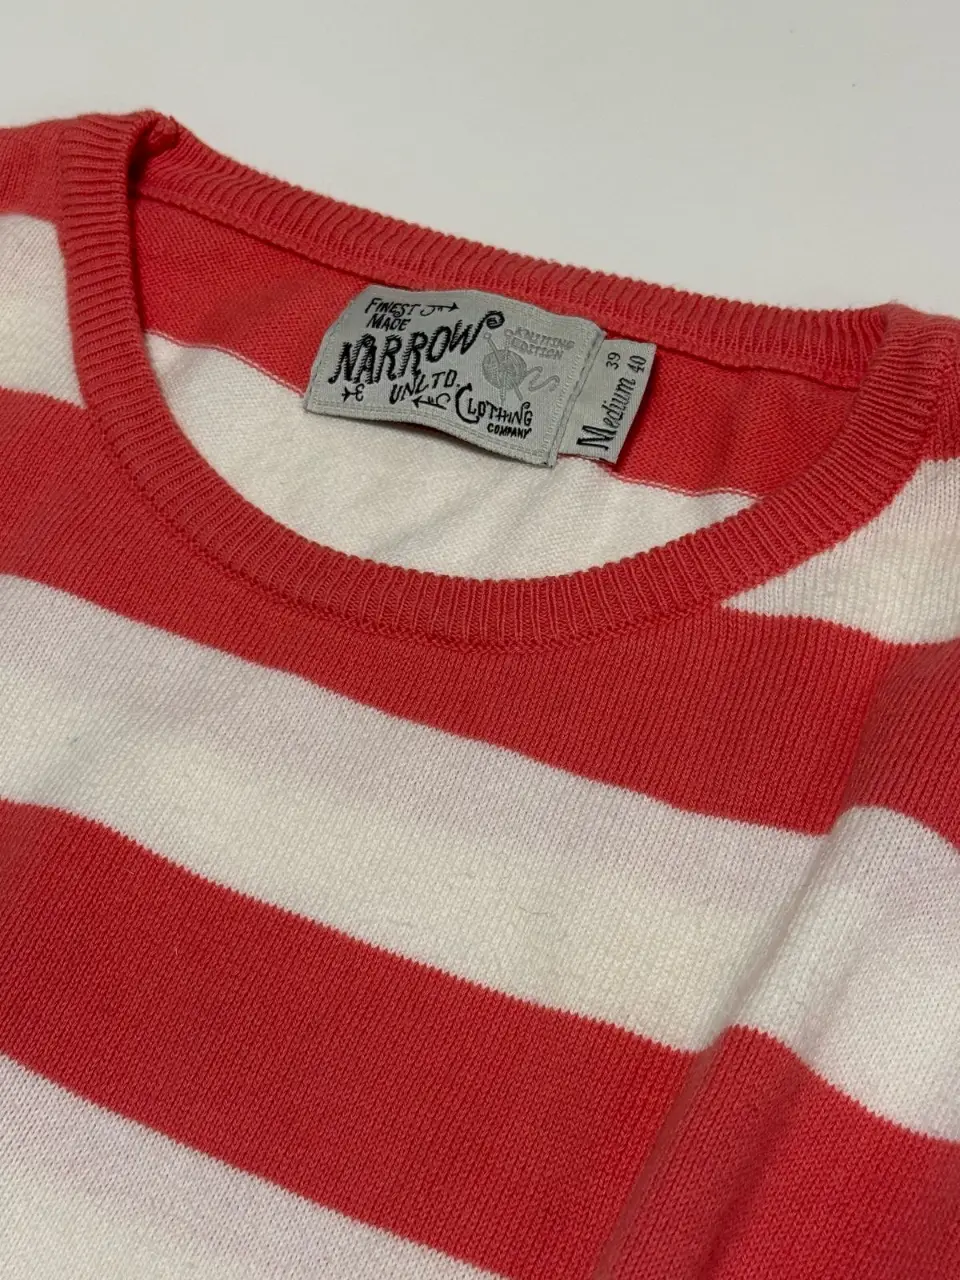 FINEST
MADE
NARROW
UNLTD.
CLOTHING
COMPANY
KNITTING
EDITION
Medium
39
40